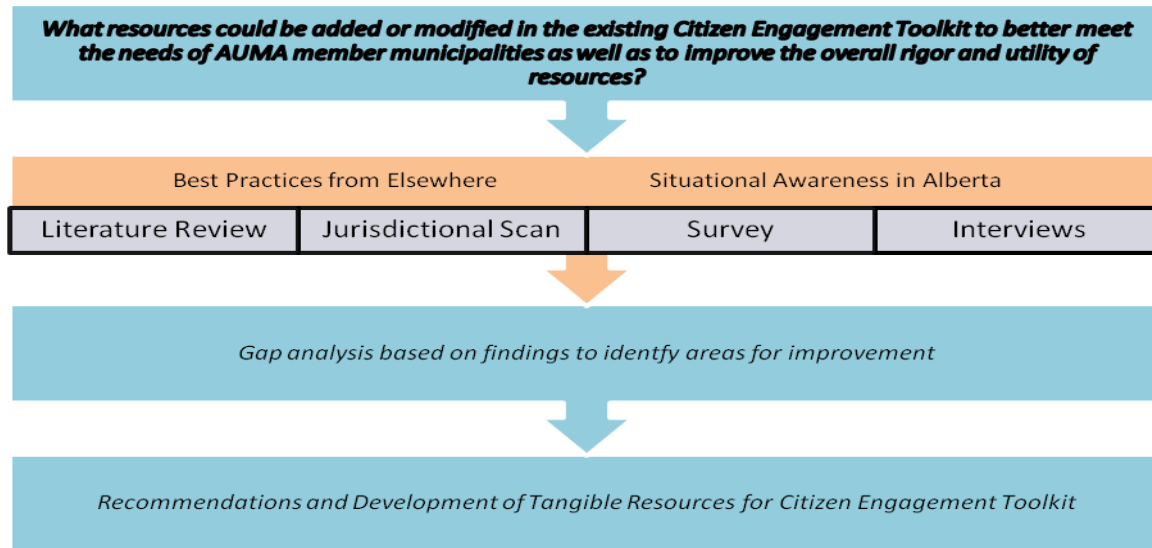 What resources could be added or modified in the existing Citizen Engagement Toolkit to better meet
the needs of AUMA member municipalities as well as to improve the overall rigor and utility of
resources?
Best Practices from Elsewhere
Situational Awareness in Alberta
Literature Review
Jurisdictional Scan
Survey
Interviews
Gap analysis based on findings to identfy areas for improvement
Recommendations and Development of Tangible Resources for Citizen Engagement Toolkit